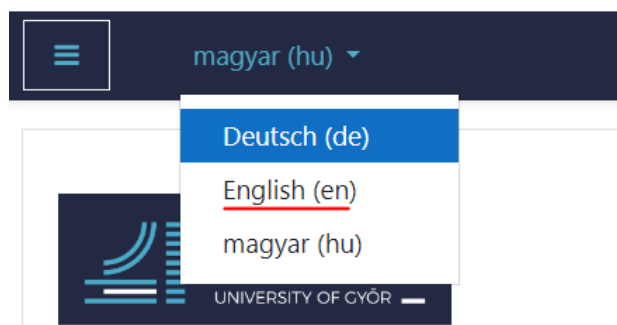 magyar (hu)
Deutsch (de)
English (en)
magyar (hu)
UNIVERSITY OF GYŐR